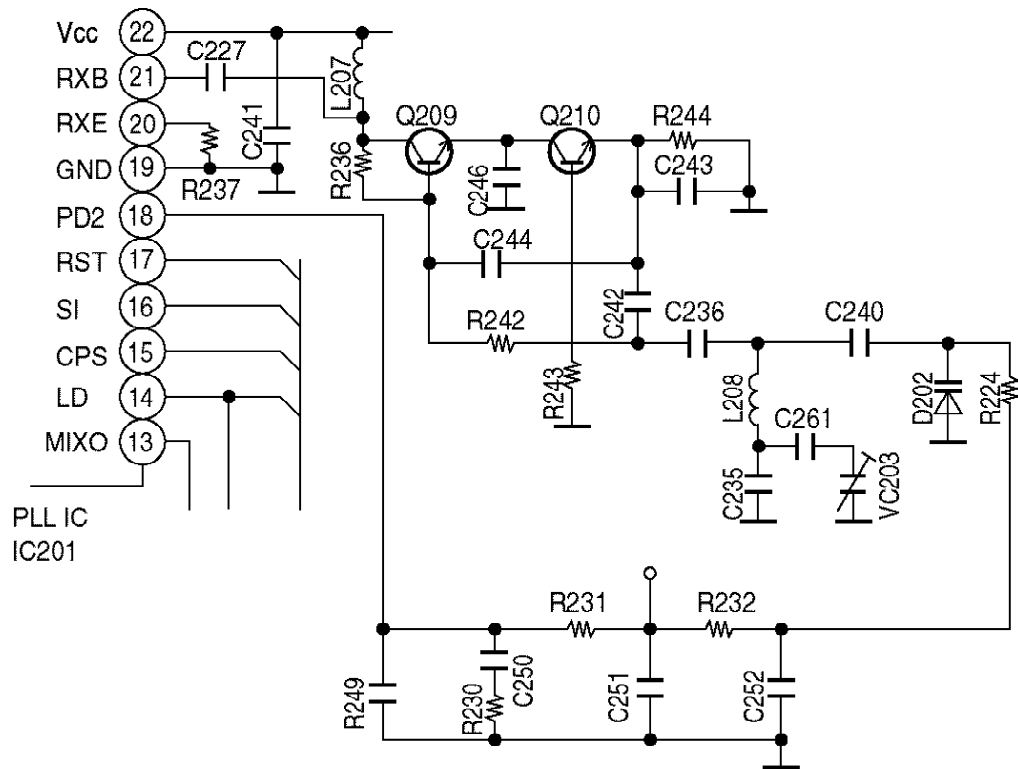 Vcc 22
RXB 21
RXE 20
GND 19
PD2 18
RST 17
SI 16
CPS 15
LD 14
MIXO 13
PLL IC
IC201
C227
L207
C241
R237
R236
Q209
Q210
R244
C243
C246
C244
C242
R242
R243
C236
C240
L208
C261
C235
VC203
D202
R224
R231
R232
R249
C250
R230
C251
C252